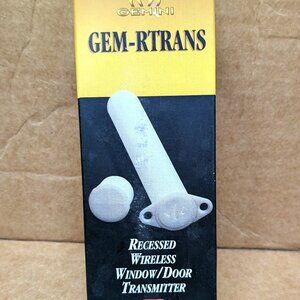 GEMINI
GEM-RTRANS
RECESSED
WIRELESS
WINDOW/DOOR
TRANSMITTER